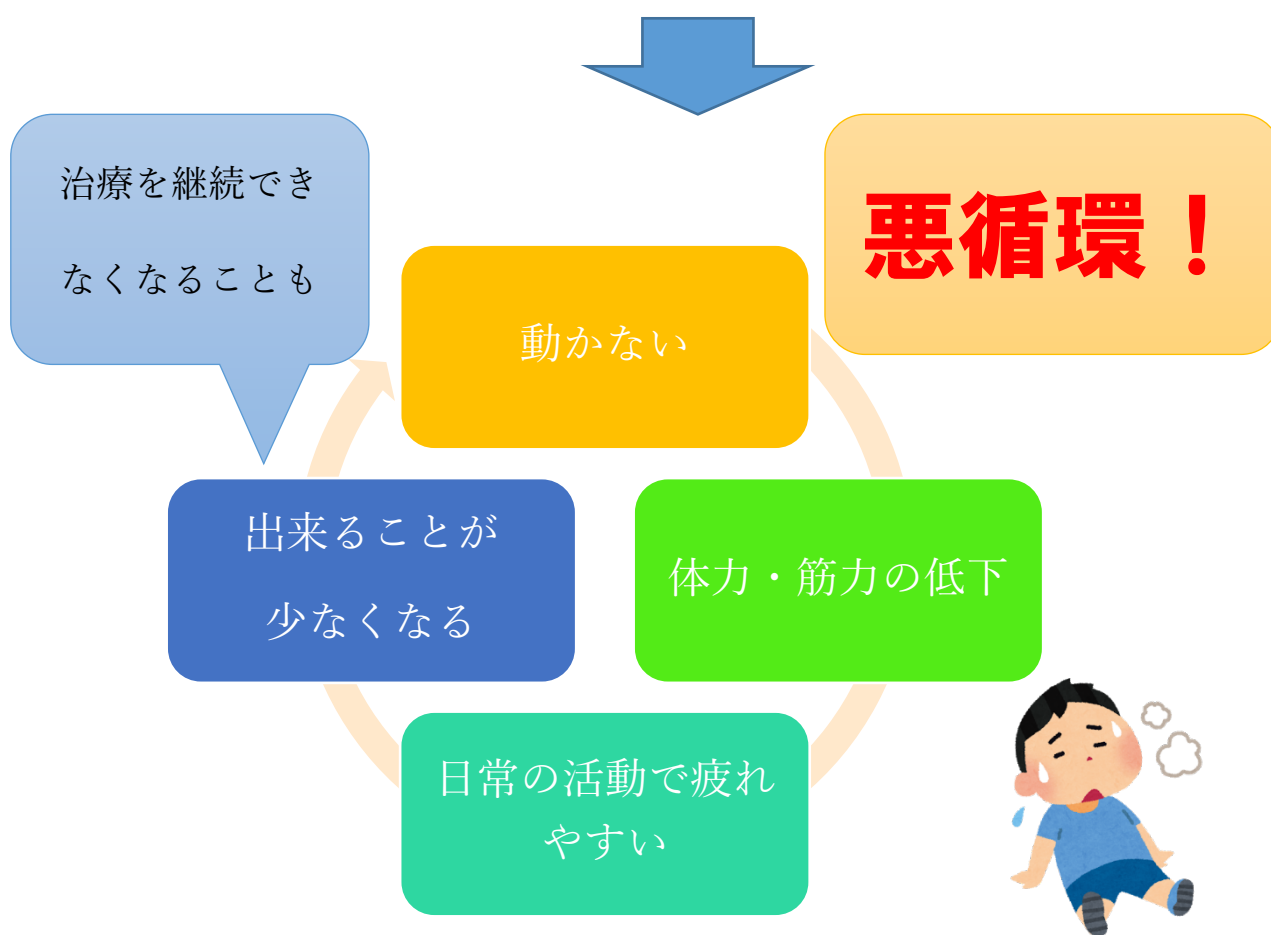 治療を継続でき
なくなることも
悪循環！
動かない
体力・筋力の低下
日常の活動で疲れ
やすい
出来ることが
少なくなる